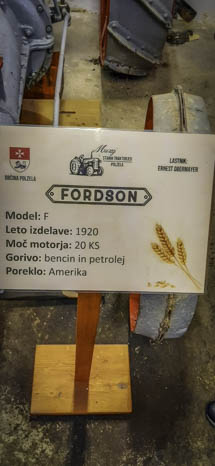 Muzej
STARIH TRAKTORJEV
POLZELA
OBČINA POLZELA
LASTNIK:
ERNEST OBERMAYER
FORDSON
Model: F
Leto izdelave: 1920
Moč motorja: 20 KS
Gorivo: bencin in petrolej
Poreklo: Amerika